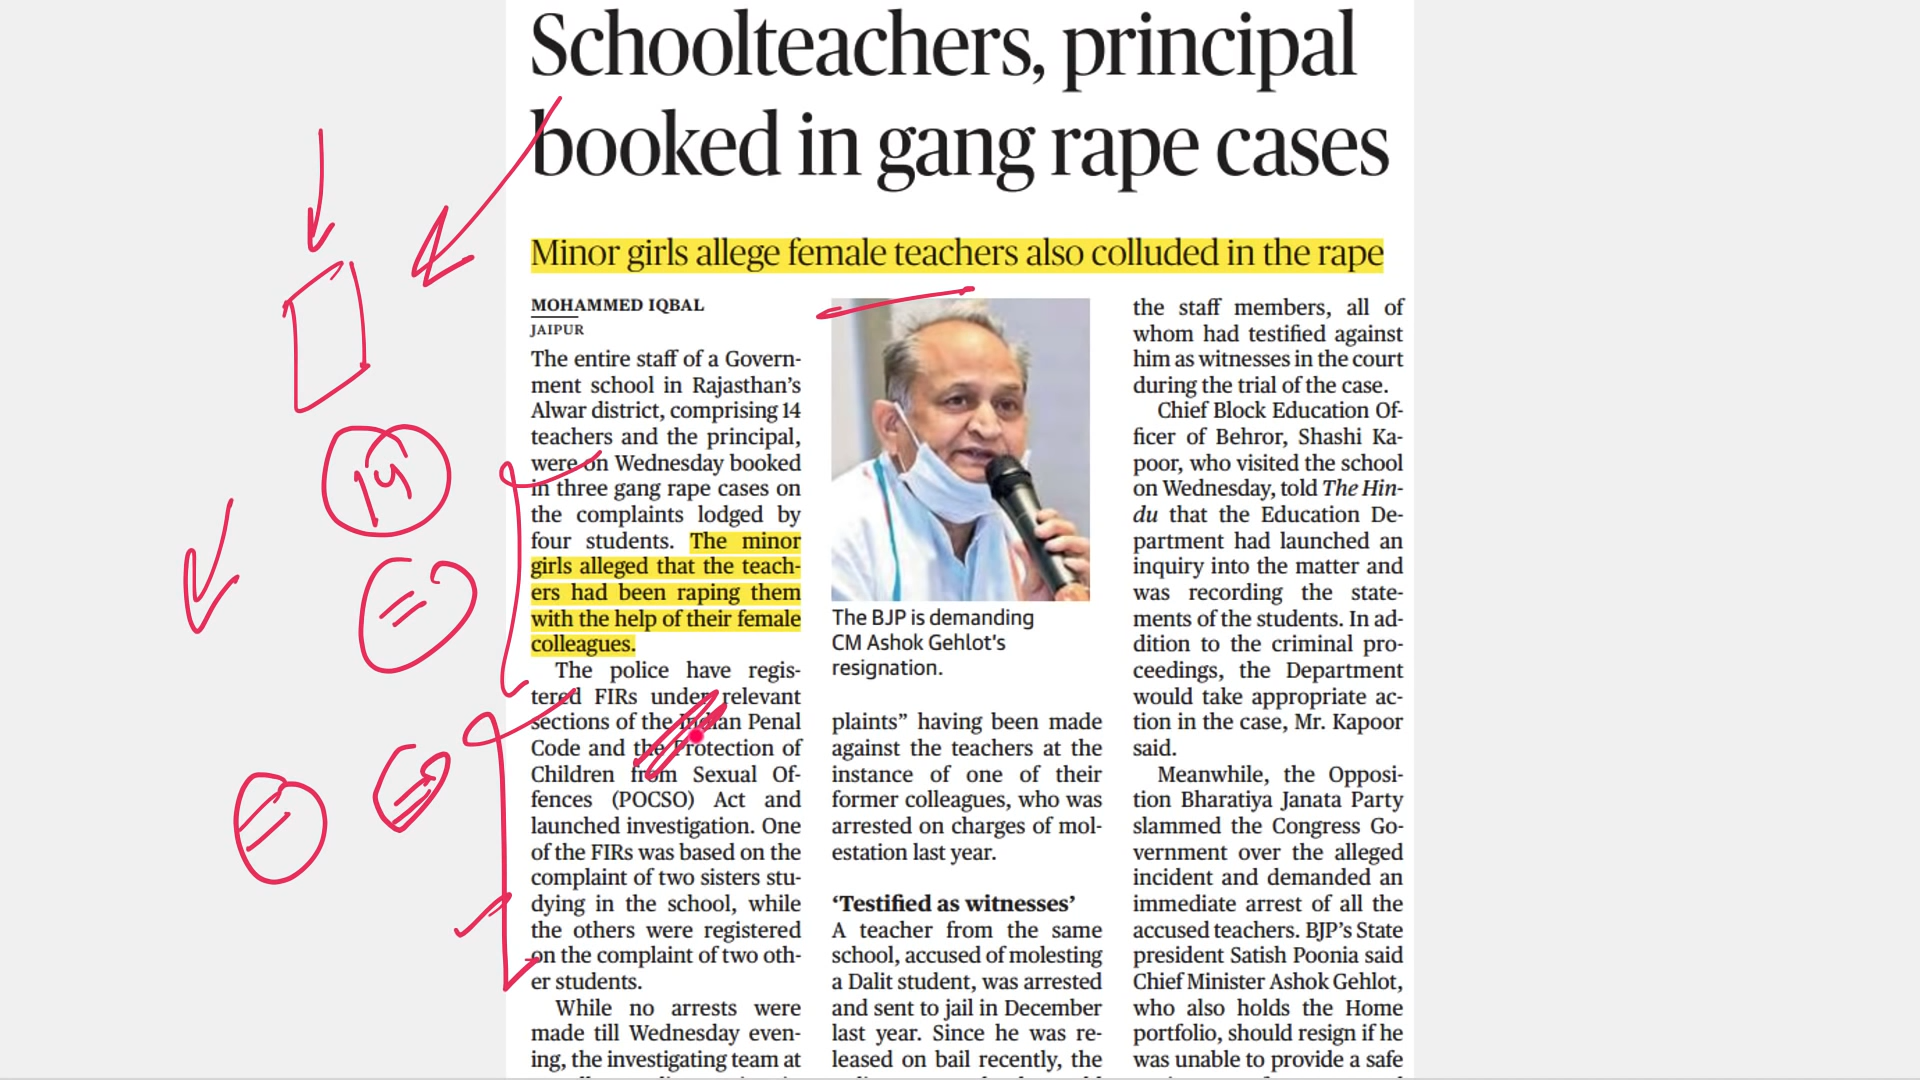 Schoolteachers, principal
booked in gang rape cases
Minor girls allege female teachers also colluded in the rape
MOHAMMED IQBAL
JAIPUR
The entire staff of a Govern-
ment school in Rajasthan's
Alwar district, comprising 14
teachers and the principal,
were on Wednesday booked
in three gang rape cases on
the complaints lodged by
four students. The minor
girls alleged that the teach-
ers had been raping them
with the help of their female
colleagues.
The police have regis-
tered FIRs under relevant
sections of the Indian Penal
Code and the Protection of
Children from Sexual Of-
fences (POCSO) Act and
launched investigation. One
of the FIRs was based on the
complaint of two sisters stu-
dying in the school, while
the others were registered
on the complaint of two oth-
er students.
While no arrests were
made till Wednesday even-
ing, the investigating team at
The BJP is demanding
CM Ashok Gehlot's
resignation.
plaints” having been made
against the teachers at the
instance of one of their
former colleagues, who was
arrested on charges of mol-
estation last year.
‘Testified as witnesses’
A teacher from the same
school, accused of molesting
a Dalit student, was arrested
and sent to jail in December
last year. Since he was re-
leased on bail recently, the
the staff members, all of
whom had testified against
him as witnesses in the court
during the trial of the case.
Chief Block Education Of-
ficer of Behror, Shashi Ka-
poor, who visited the school
on Wednesday, told The Hin-
du that the Education De-
partment had launched an
inquiry into the matter and
was recording the state-
ments of the students. In ad-
dition to the criminal pro-
ceedings, the Department
would take appropriate ac-
tion in the case, Mr. Kapoor
said.
Meanwhile, the Opposi-
tion Bharatiya Janata Party
slammed the Congress Go-
vernment over the alleged
incident and demanded an
immediate arrest of all the
accused teachers. BJP's State
president Satish Poonia said
Chief Minister Ashok Gehlot,
who also holds the Home
portfolio, should resign if he
was unable to provide a safe
14